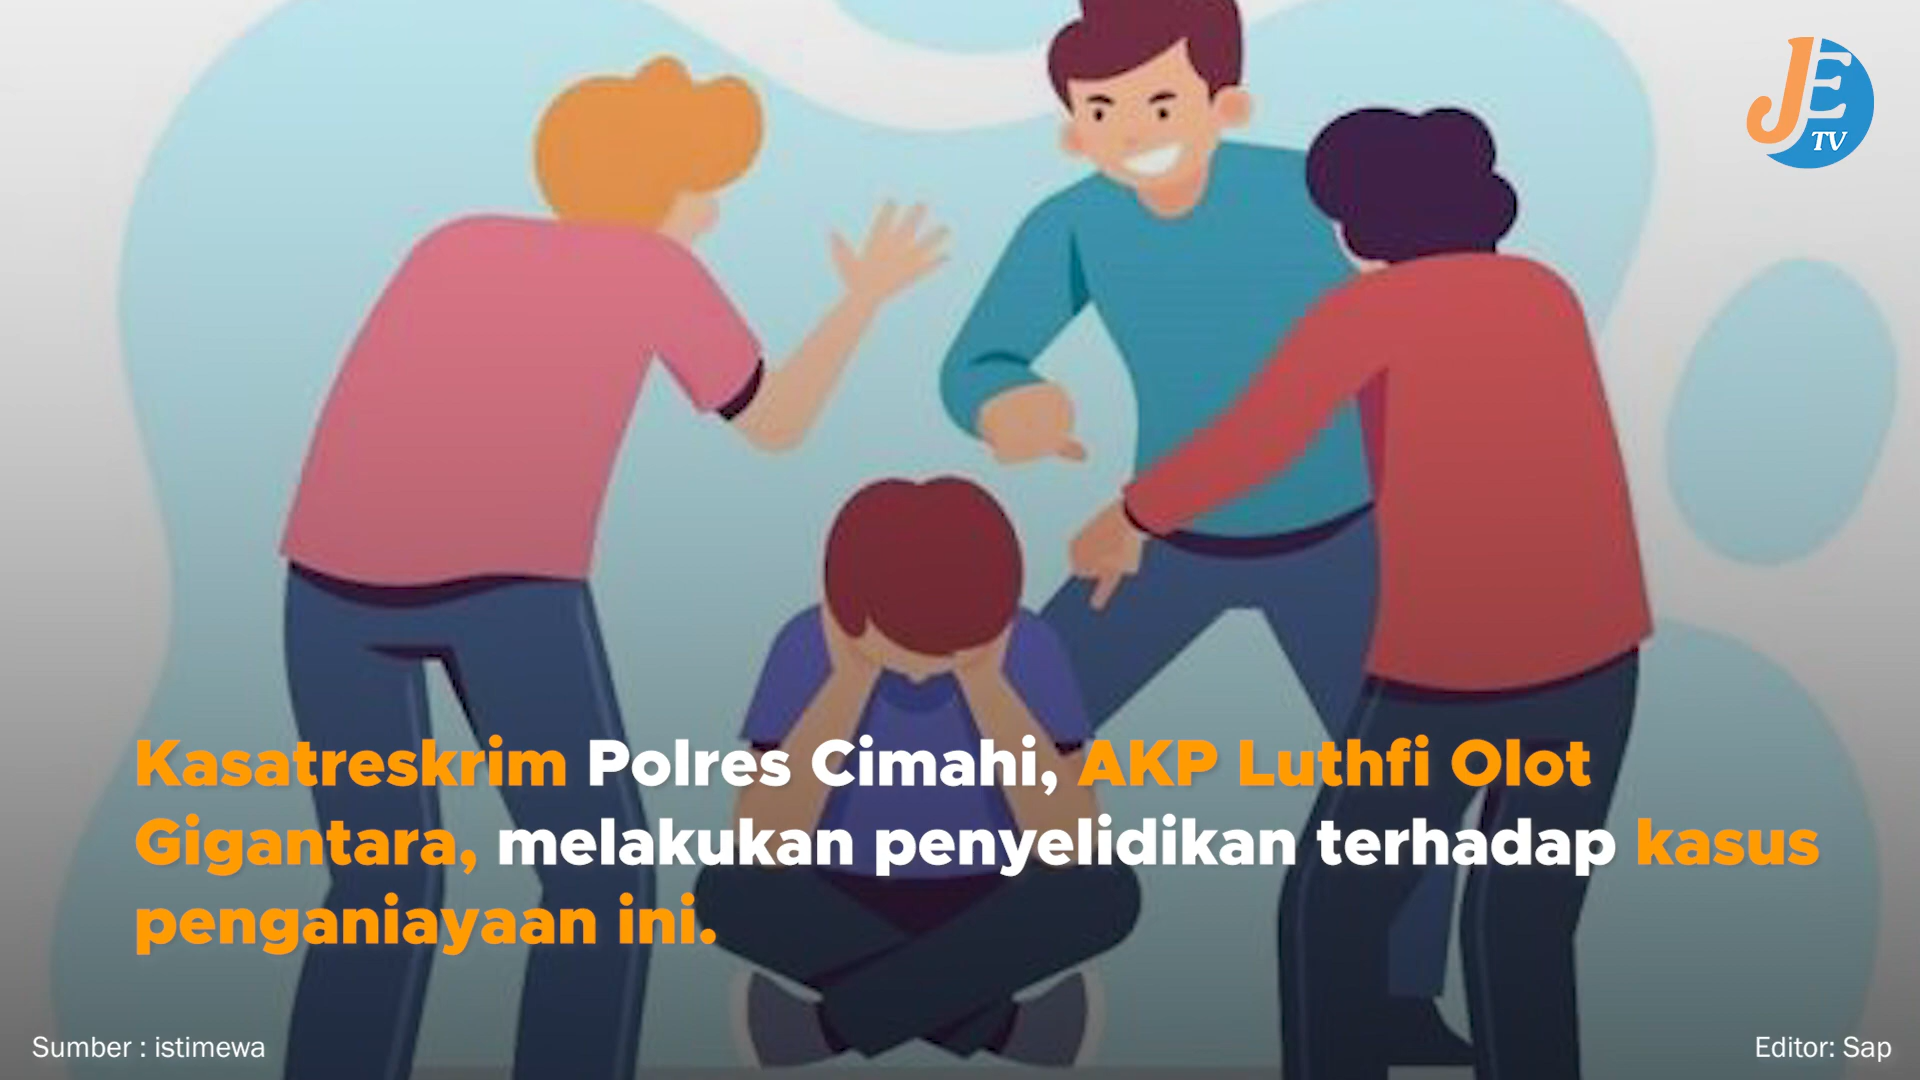 JE
TV
Kasatreskrim Polres Cimahi, AKP Luthfi Olot
Gigantara, melakukan penyelidikan terhadap kasus
penganiayaan ini.
Sumber : istimewa
Editor: Sap